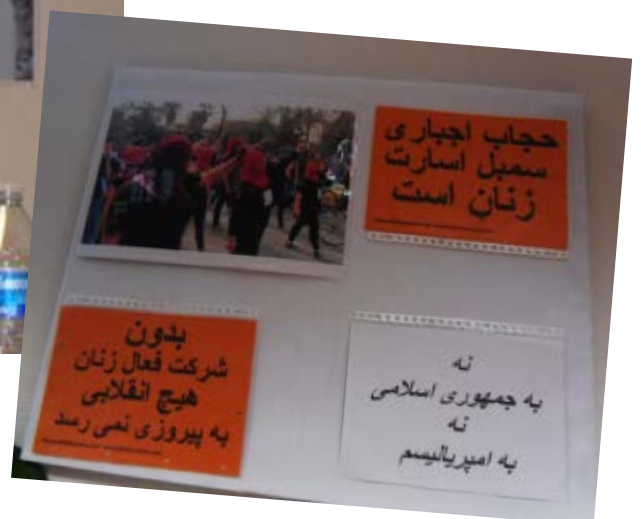 حجاب اجباری
سمبل اسارت
زنان است
بدون
شرکت فعال زنان
هیچ انقلابی
به پیروزی نمی رسد
نه
به جمهوری اسلامی
نه
به امپریالیسم